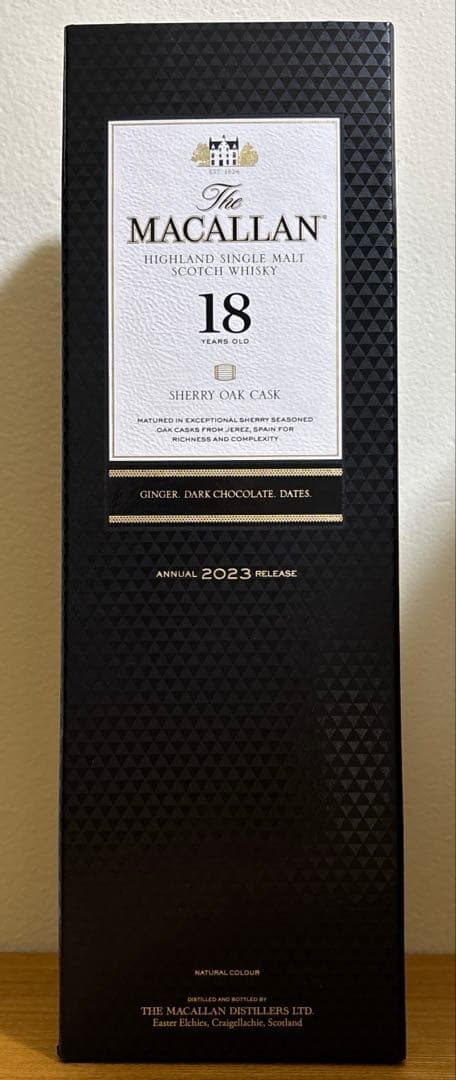 EST. 1824
The
MACALLAN®
HIGHLAND SINGLE MALT
SCOTCH WHISKY
18
YEARS OLD
SHERRY OAK CASK
MATURED IN EXCEPTIONAL SHERRY SEASONED
OAK CASKS FROM JEREZ, SPAIN FOR
RICHNESS AND COMPLEXITY
GINGER. DARK CHOCOLATE. DATES.
ANNUAL 2023 RELEASE
NATURAL COLOUR
DISTILLED AND BOTTLED BY
THE MACALLAN DISTILLERS LTD.
Easter Elchies, Craigellachie, Scotland